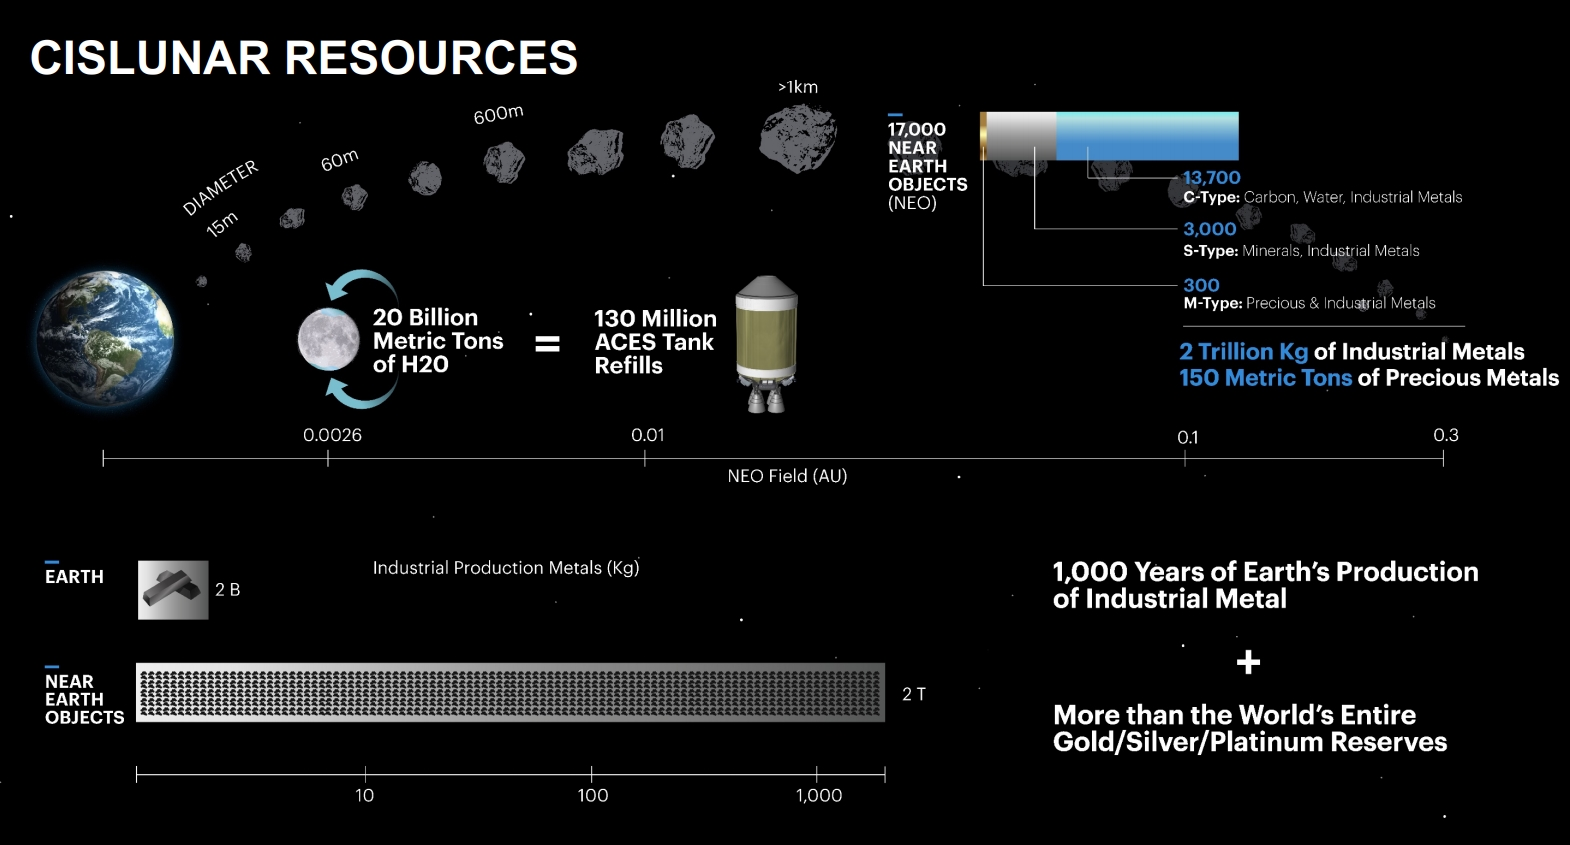 CISLUNAR RESOURCES
DIAMETER
15m
60m
600m
>1km
17,000
NEAR
EARTH
OBJECTS
(NEO)
13,700
C-Type: Carbon, Water, Industrial Metals
3,000
S-Type: Minerals, Industrial Metals
300
M-Type: Precious & Industrial Metals
2 Trillion Kg of Industrial Metals
150 Metric Tons of Precious Metals
20 Billion
Metric Tons
of H20
=
130 Million
ACES Tank
Refills
0.0026
0.01
0.1
0.3
NEO Field (AU)
EARTH
2 B
Industrial Production Metals (Kg)
NEAR
EARTH
OBJECTS
2 T
10
100
1,000
1,000 Years of Earth's Production
of Industrial Metal
+
More than the World's Entire
Gold/Silver/Platinum Reserves